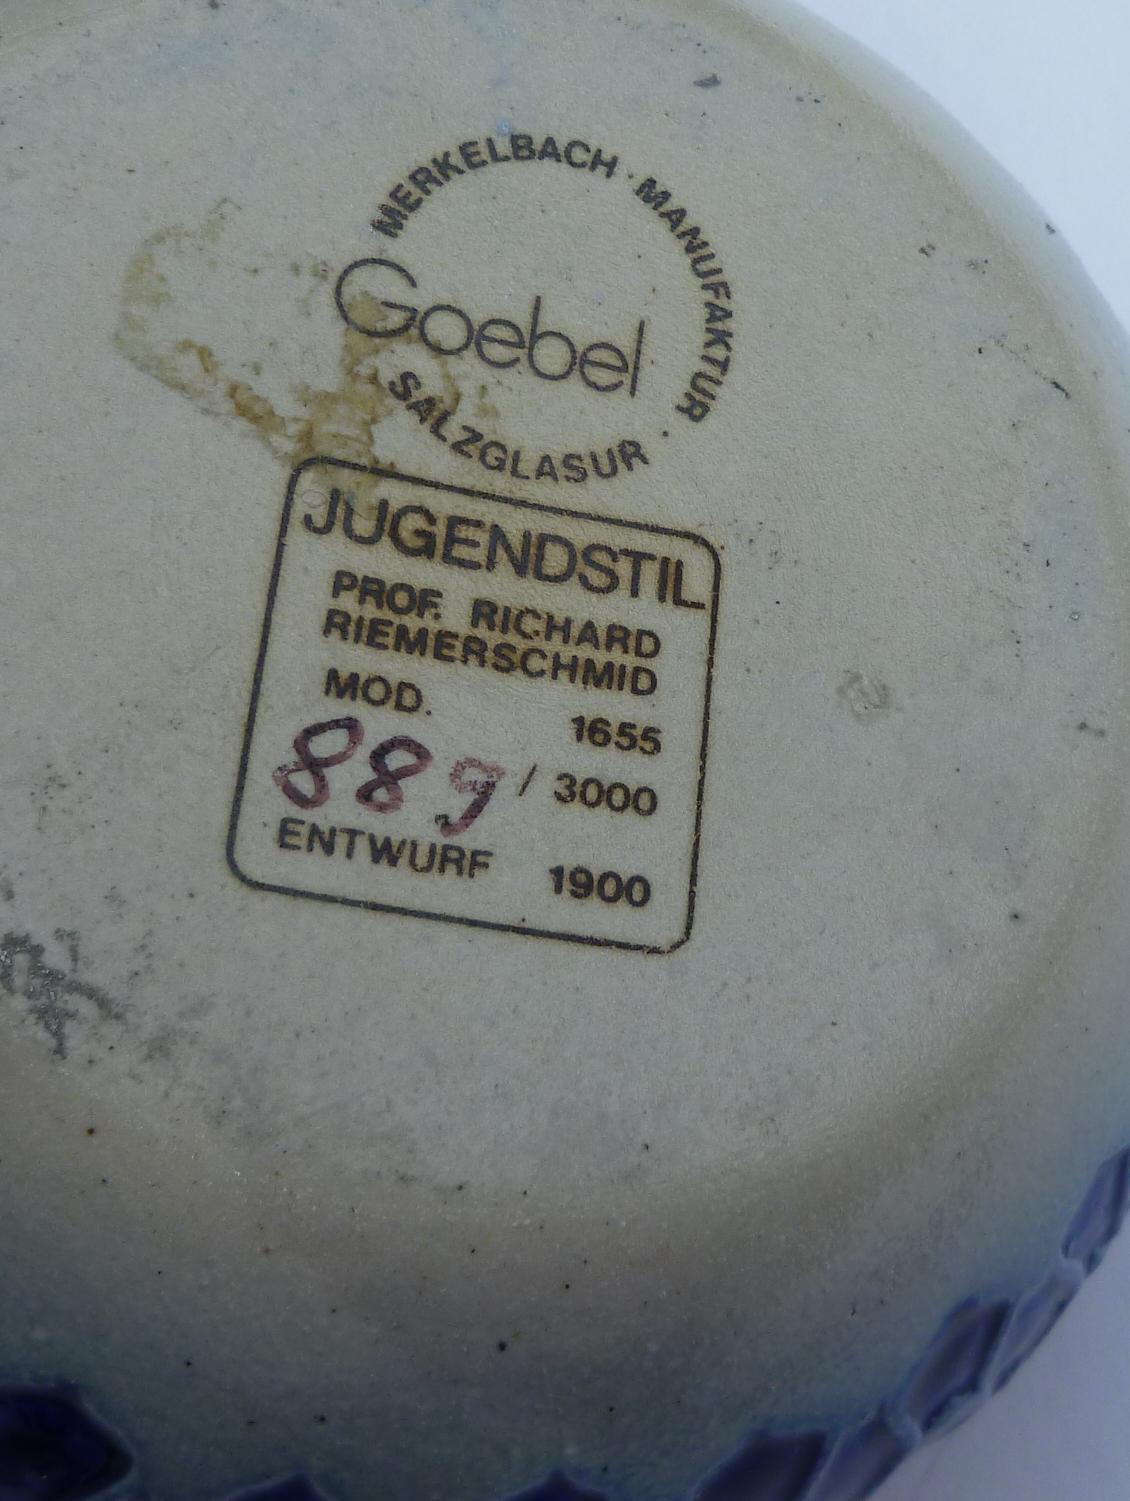 MERKELBACH · MANUFAKTUR ·
Goebel
SALZGLASUR
JUGENDSTIL
PROF. RICHARD
RIEMERSCHMID
MOD. 1655
889 / 3000
ENTWURF 1900